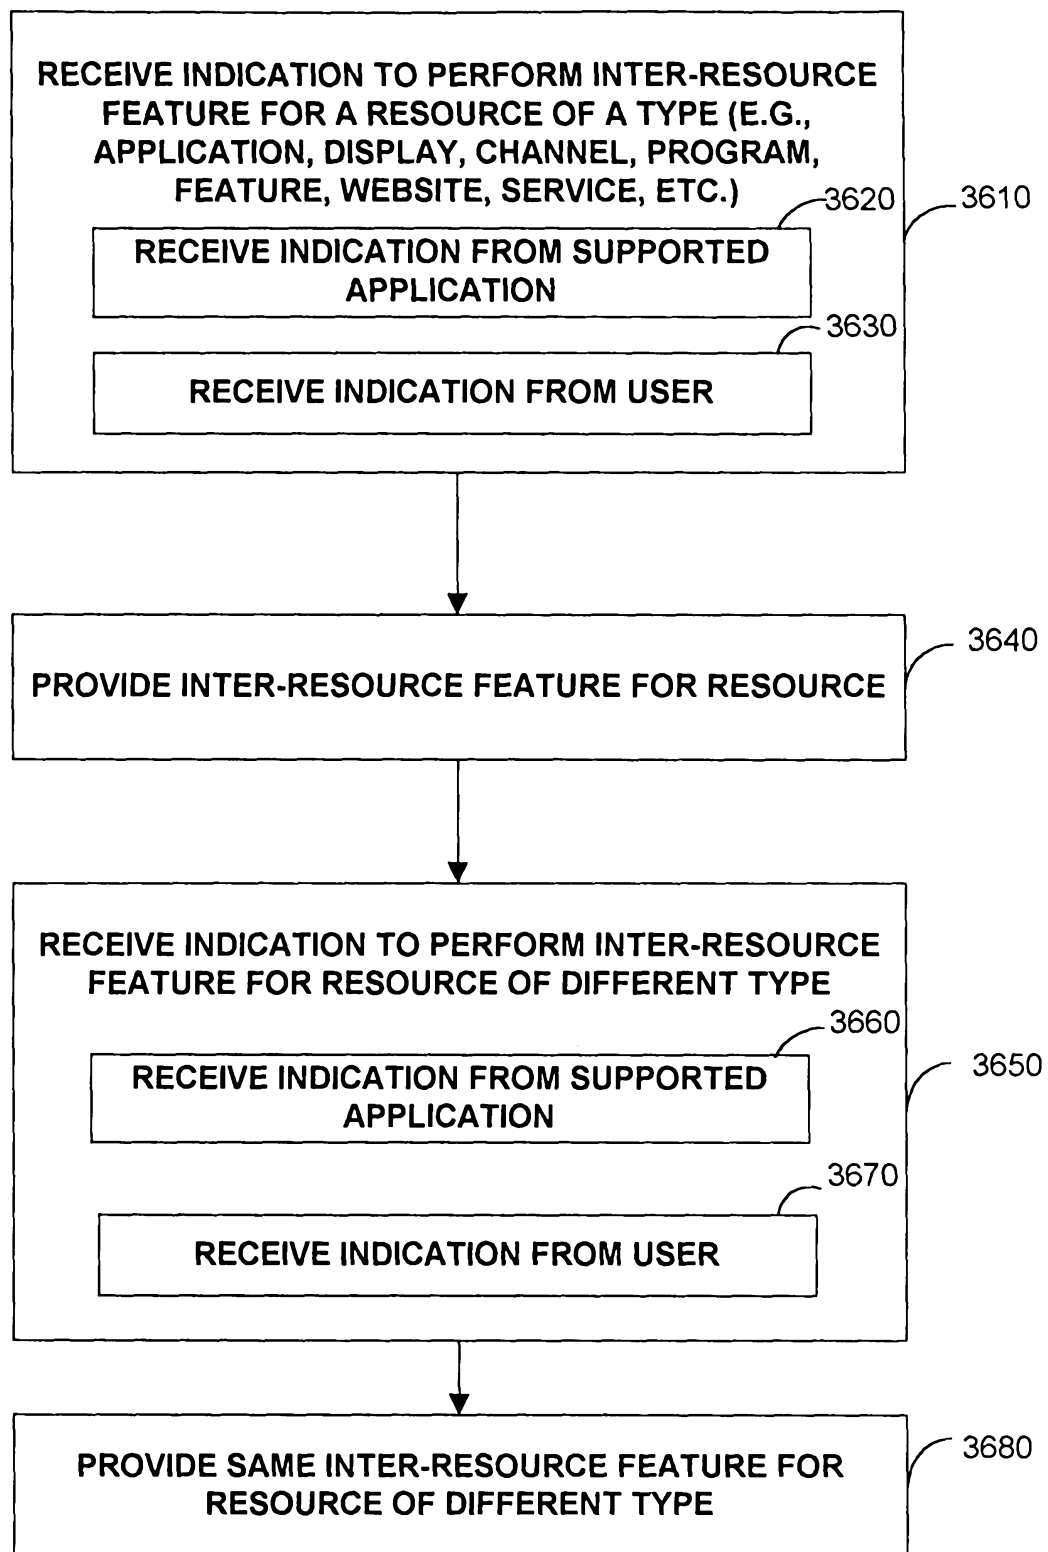 RECEIVE INDICATION TO PERFORM INTER-RESOURCE
FEATURE FOR A RESOURCE OF A TYPE (E.G.,
APPLICATION, DISPLAY, CHANNEL, PROGRAM,
FEATURE, WEBSITE, SERVICE, ETC.)
3620
3610
RECEIVE INDICATION FROM SUPPORTED
APPLICATION
3630
RECEIVE INDICATION FROM USER
3640
PROVIDE INTER-RESOURCE FEATURE FOR RESOURCE
RECEIVE INDICATION TO PERFORM INTER-RESOURCE
FEATURE FOR RESOURCE OF DIFFERENT TYPE
3660
3650
RECEIVE INDICATION FROM SUPPORTED
APPLICATION
3670
RECEIVE INDICATION FROM USER
3680
PROVIDE SAME INTER-RESOURCE FEATURE FOR
RESOURCE OF DIFFERENT TYPE